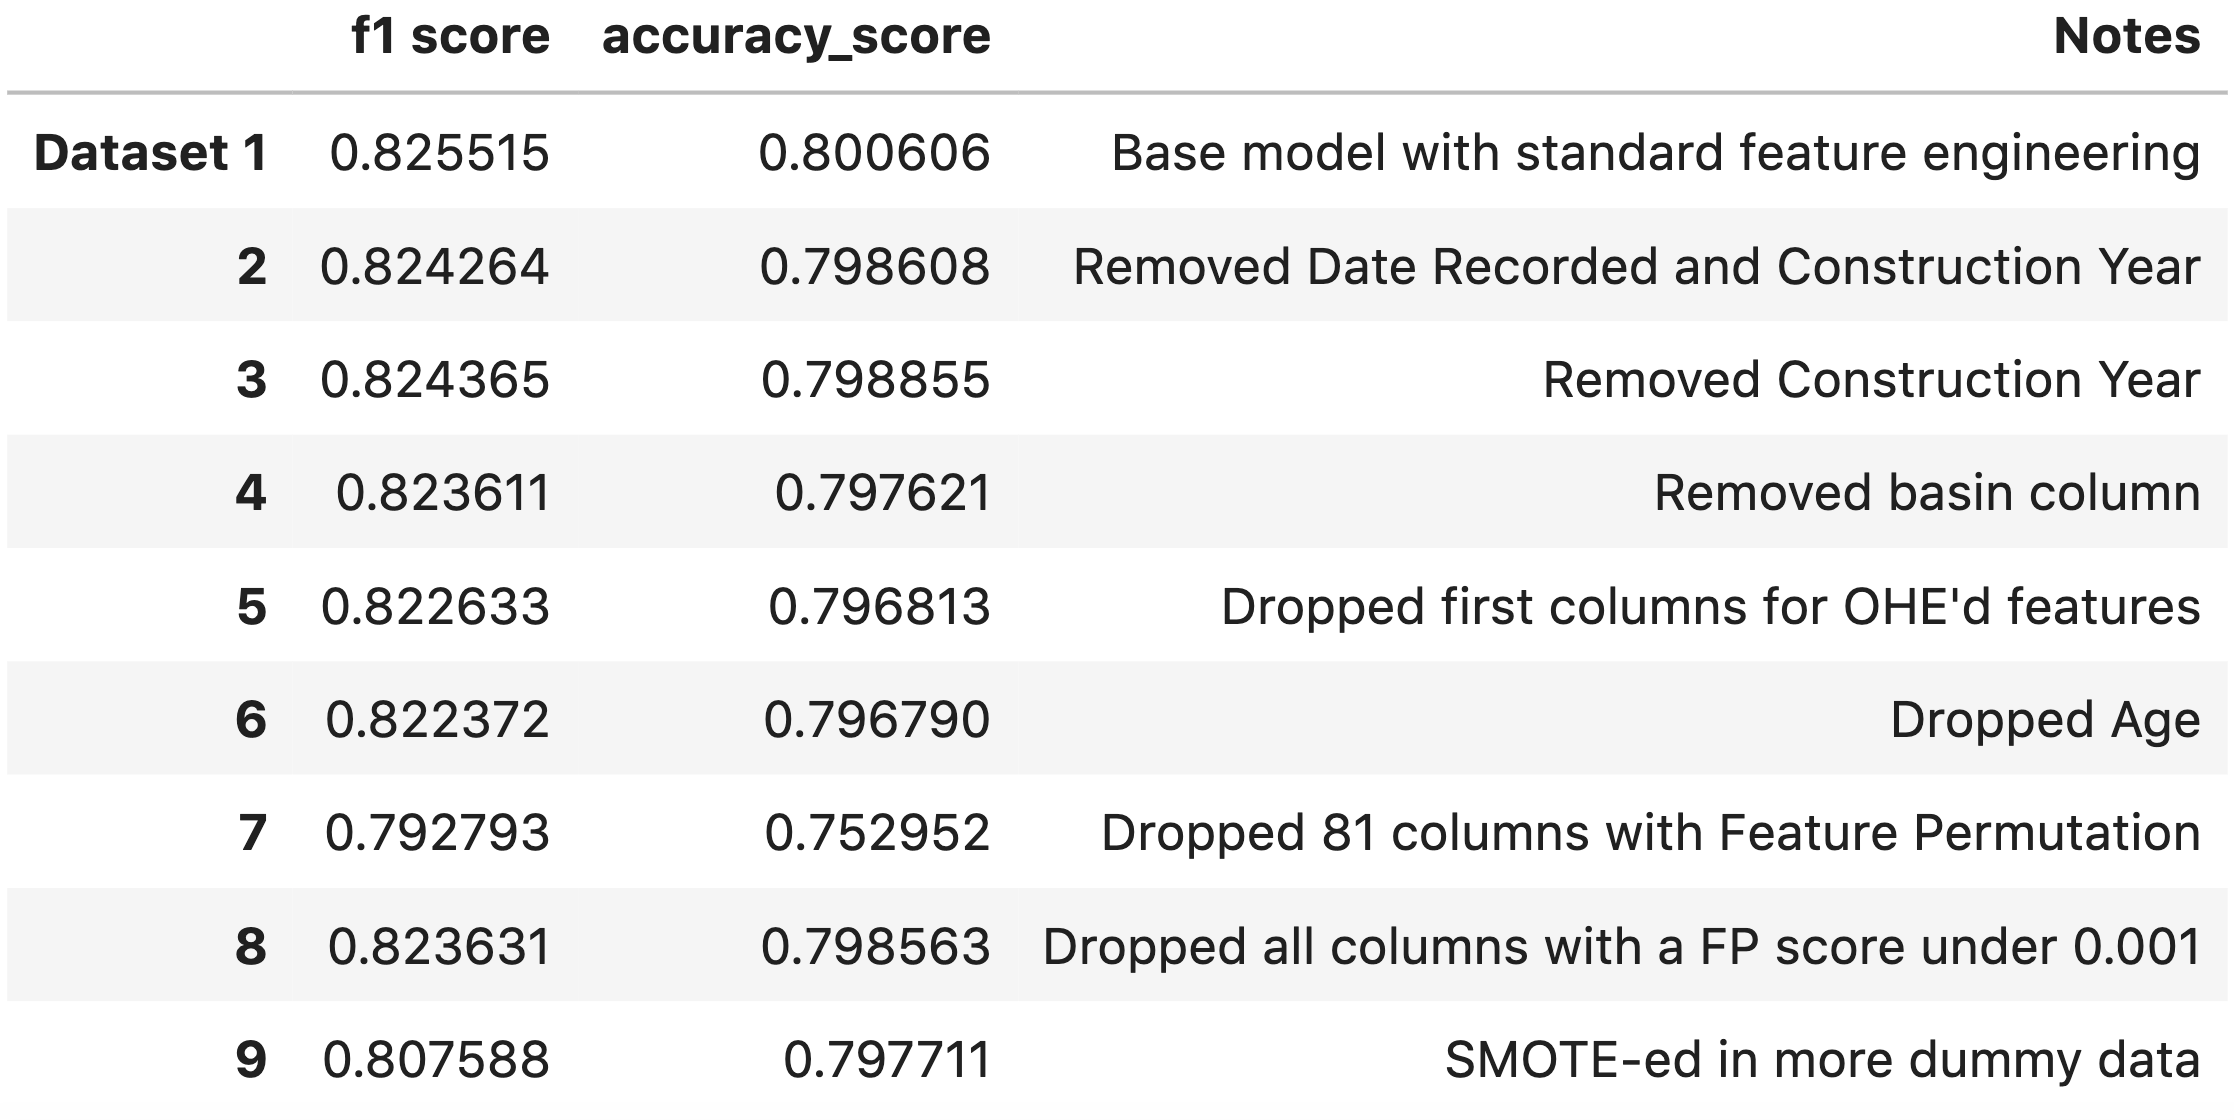 f1 score accuracy_score Notes
Dataset 1 0.825515 0.800606 Base model with standard feature engineering
2 0.824264 0.798608 Removed Date Recorded and Construction Year
3 0.824365 0.798855 Removed Construction Year
4 0.823611 0.797621 Removed basin column
5 0.822633 0.796813 Dropped first columns for OHE'd features
6 0.822372 0.796790 Dropped Age
7 0.792793 0.752952 Dropped 81 columns with Feature Permutation
8 0.823631 0.798563 Dropped all columns with a FP score under 0.001
9 0.807588 0.797711 SMOTE-ed in more dummy data